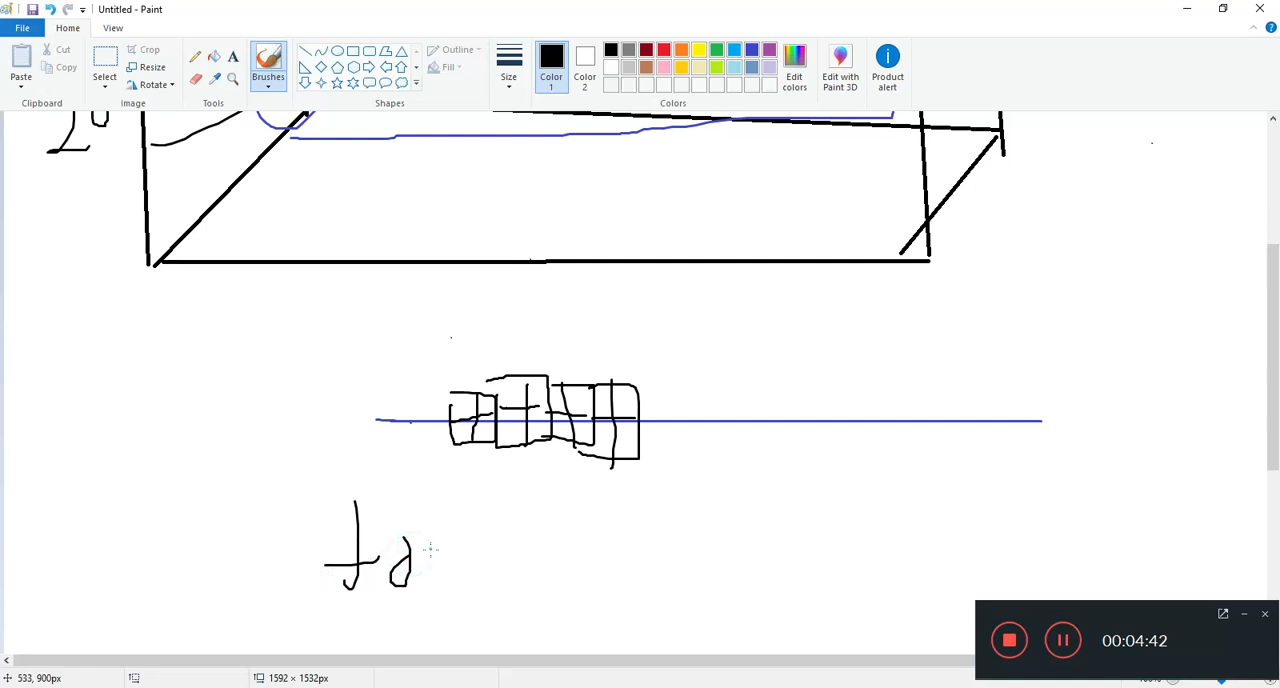 Untitled - Paint
File Home View
Paste Cut Copy Select Crop Resize Rotate Brushes Outline Fill Size Color 1 Color 2 Edit colors Edit with Paint 3D Product alert
Clipboard Image Tools Shapes Colors
00:04:42
533, 900px 1592 × 1532px